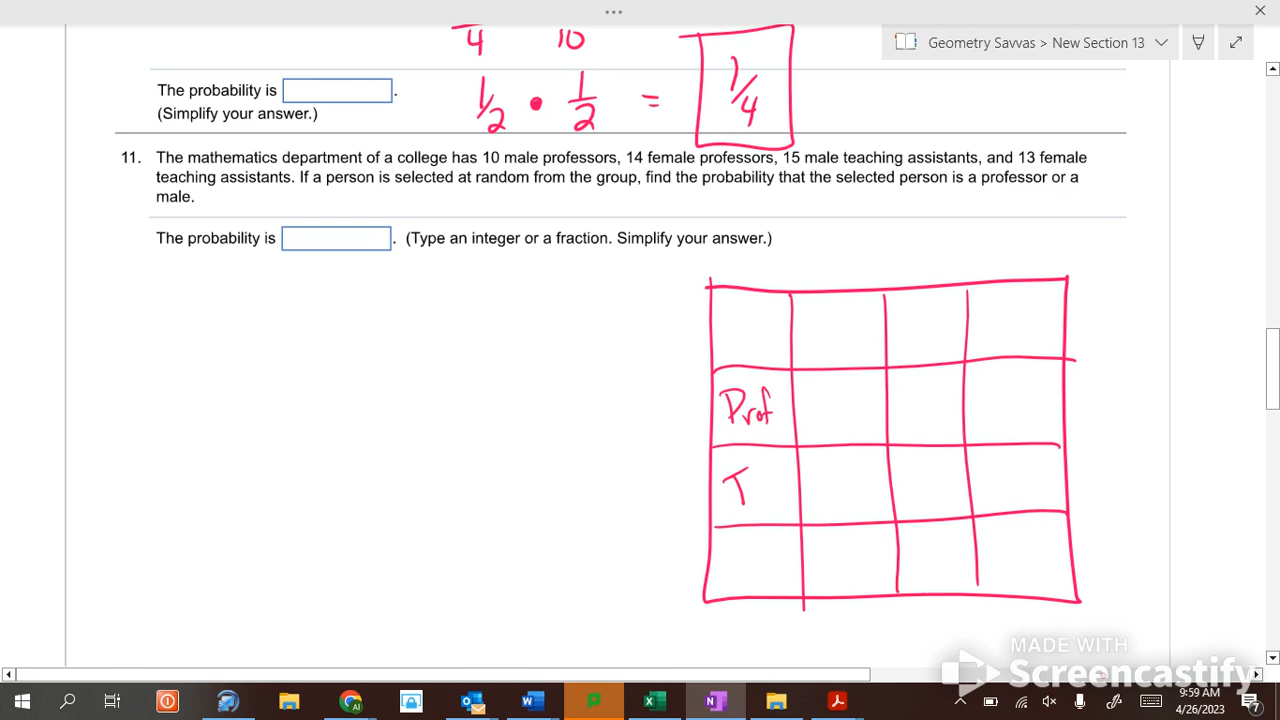 ...
Geometry Savvas > New Section 13
4 10
The probability is .
(Simplify your answer.)
1/2 • 1/2 = 1/4
11. The mathematics department of a college has 10 male professors, 14 female professors, 15 male teaching assistants, and 13 female
teaching assistants. If a person is selected at random from the group, find the probability that the selected person is a professor or a
male.
The probability is . (Type an integer or a fraction. Simplify your answer.)
Prof
T
MADE WITH
Screencastify
9:59 AM
4/26/2023
7